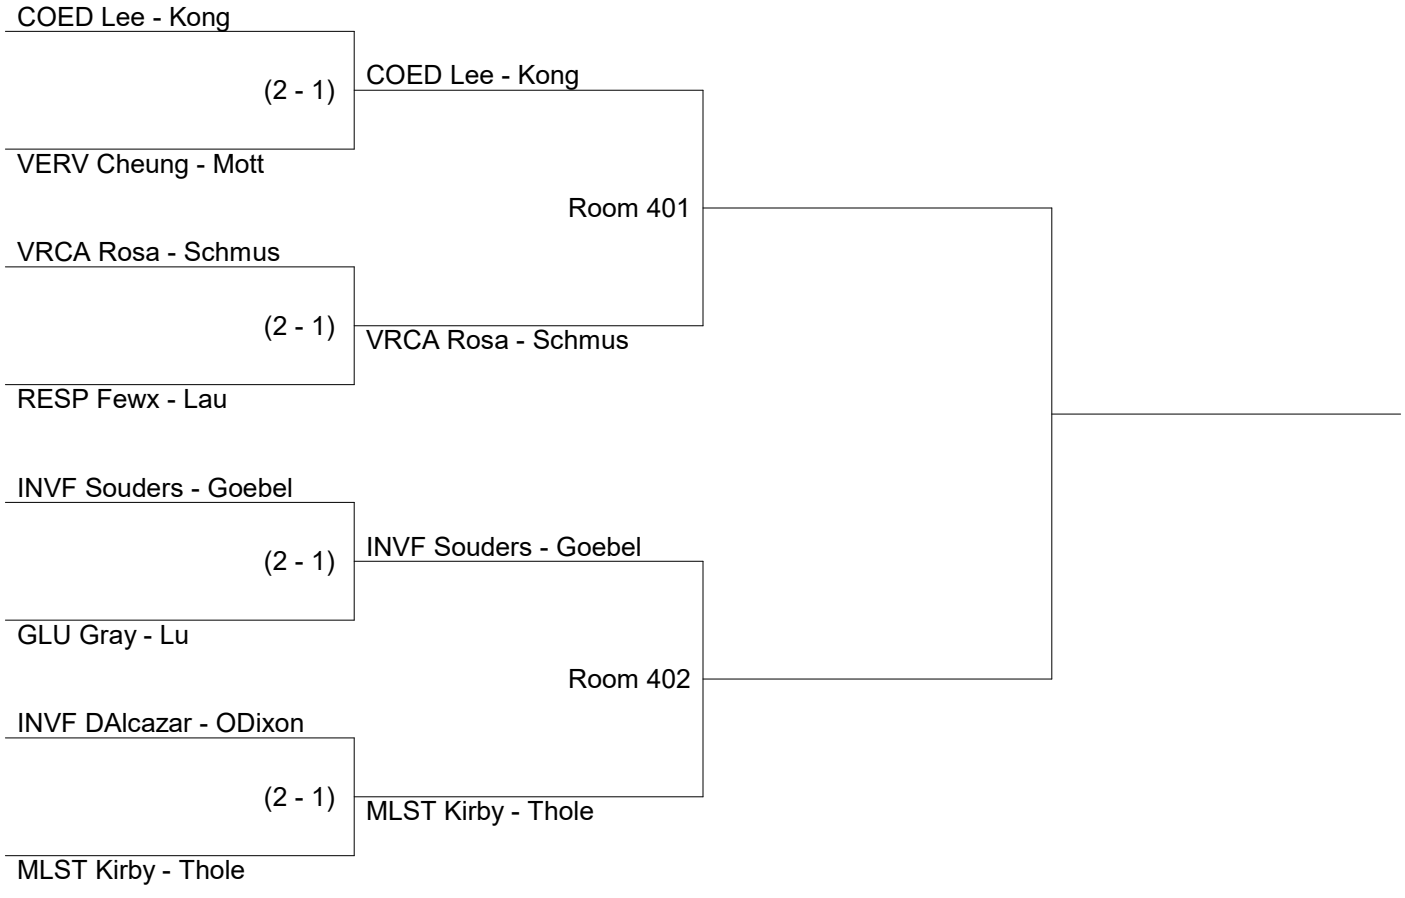 COED Lee - Kong
(2 - 1)
VERV Cheung - Mott
COED Lee - Kong
Room 401
VRCA Rosa - Schmus
(2 - 1)
RESP Fewx - Lau
VRCA Rosa - Schmus
INVF Souders - Goebel
(2 - 1)
GLU Gray - Lu
INVF Souders - Goebel
Room 402
INVF DAlcazar - ODixon
(2 - 1)
MLST Kirby - Thole
MLST Kirby - Thole